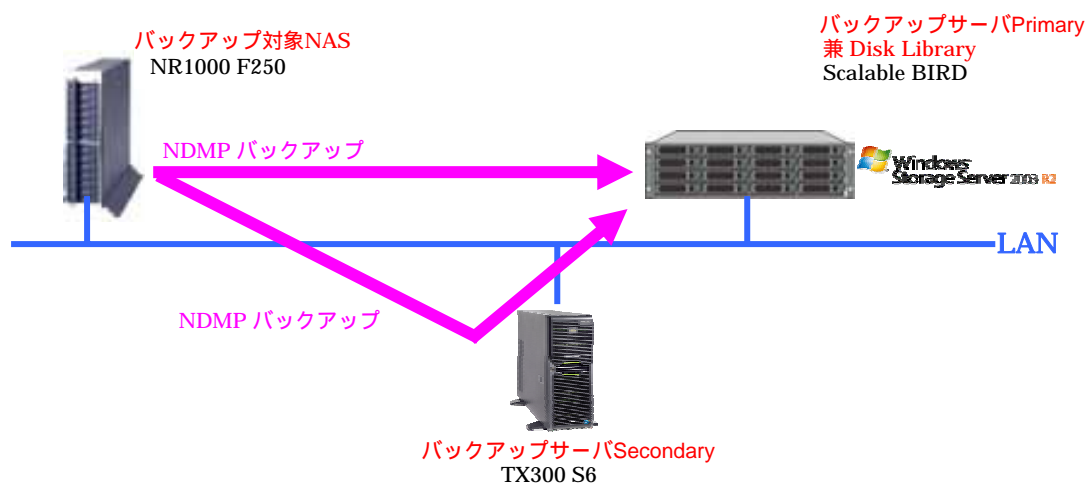 バックアップ対象NAS
NR1000 F250
バックアップサーバPrimary
兼 Disk Library
Scalable BIRD
NDMP バックアップ
Windows
Storage Server 2003 R2
LAN
NDMP バックアップ
バックアップサーバSecondary
TX300 S6